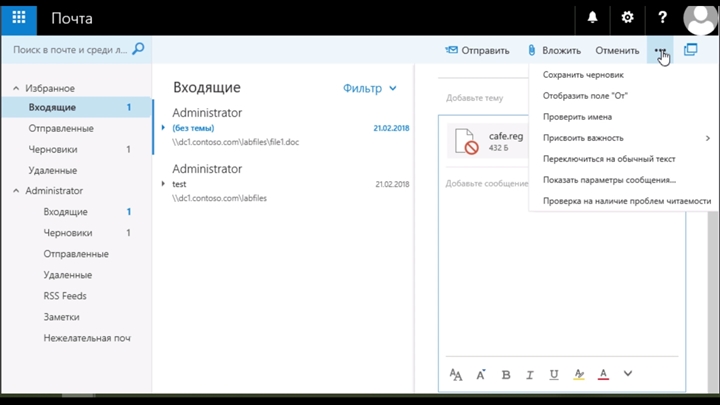 Почта
?
Поиск в почте и среди л...
Отправить
Вложить
Отменить
Избранное
Входящие 1
Отправленные
Черновики 1
Удаленные
Administrator
Входящие 1
Черновики 1
Отправленные
Удаленные
RSS Feeds
Заметки
Нежелательная поч
Входящие
Фильтр
Administrator
(без темы) 21.02.2018
\\dc1.contoso.com\labfiles\file1.doc
Administrator
test 21.02.2018
\\dc1.contoso.com\labfiles
Добавьте тему
cafe.reg
432 Б
Добавьте сообщение
Сохранить черновик
Отобразить поле "От"
Проверить имена
Присвоить важность
Переключиться на обычный текст
Показать параметры сообщения...
Проверка на наличие проблем читаемости
AA A B I U A